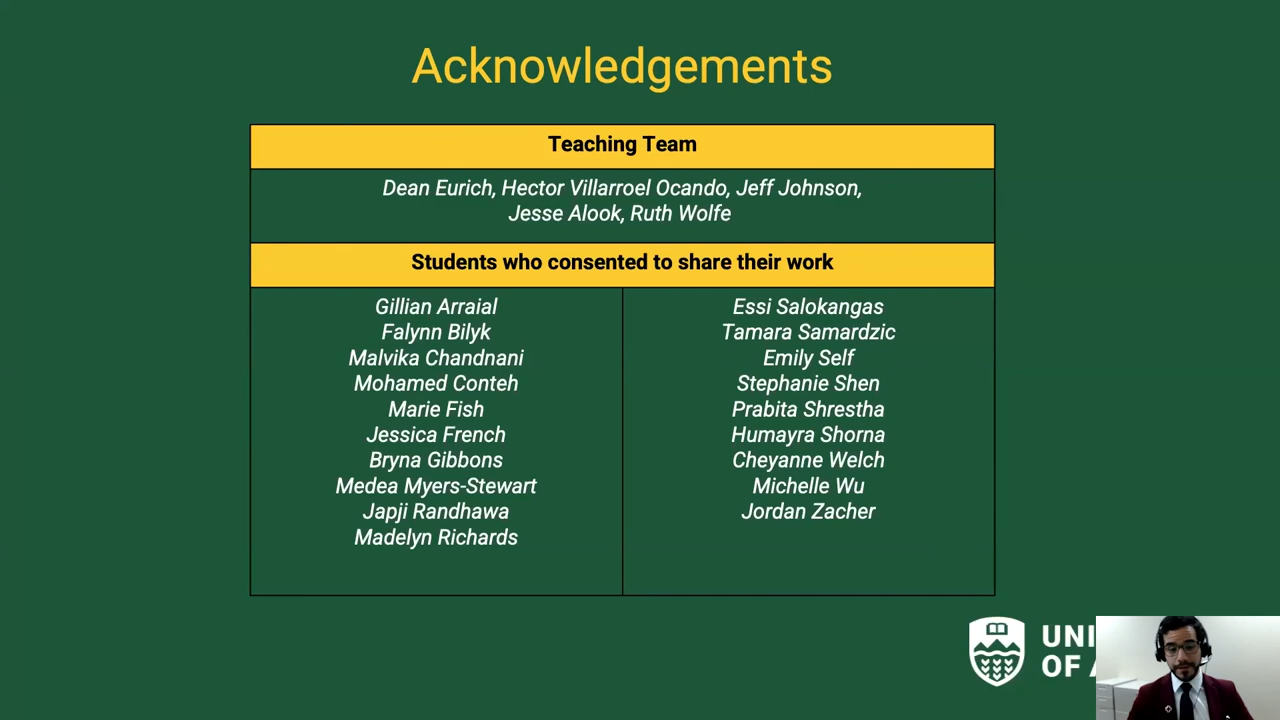 Acknowledgements
Teaching Team
Dean Eurich, Hector Villarroel Ocando, Jeff Johnson,
Jesse Alook, Ruth Wolfe
Students who consented to share their work
Gillian Arraial
Falynn Bilyk
Malvika Chandnani
Mohamed Conteh
Marie Fish
Jessica French
Bryna Gibbons
Medea Myers-Stewart
Japji Randhawa
Madelyn Richards
Essi Salokangas
Tamara Samardzic
Emily Self
Stephanie Shen
Prabita Shrestha
Humayra Shorna
Cheyanne Welch
Michelle Wu
Jordan Zacher
UNI
OF A